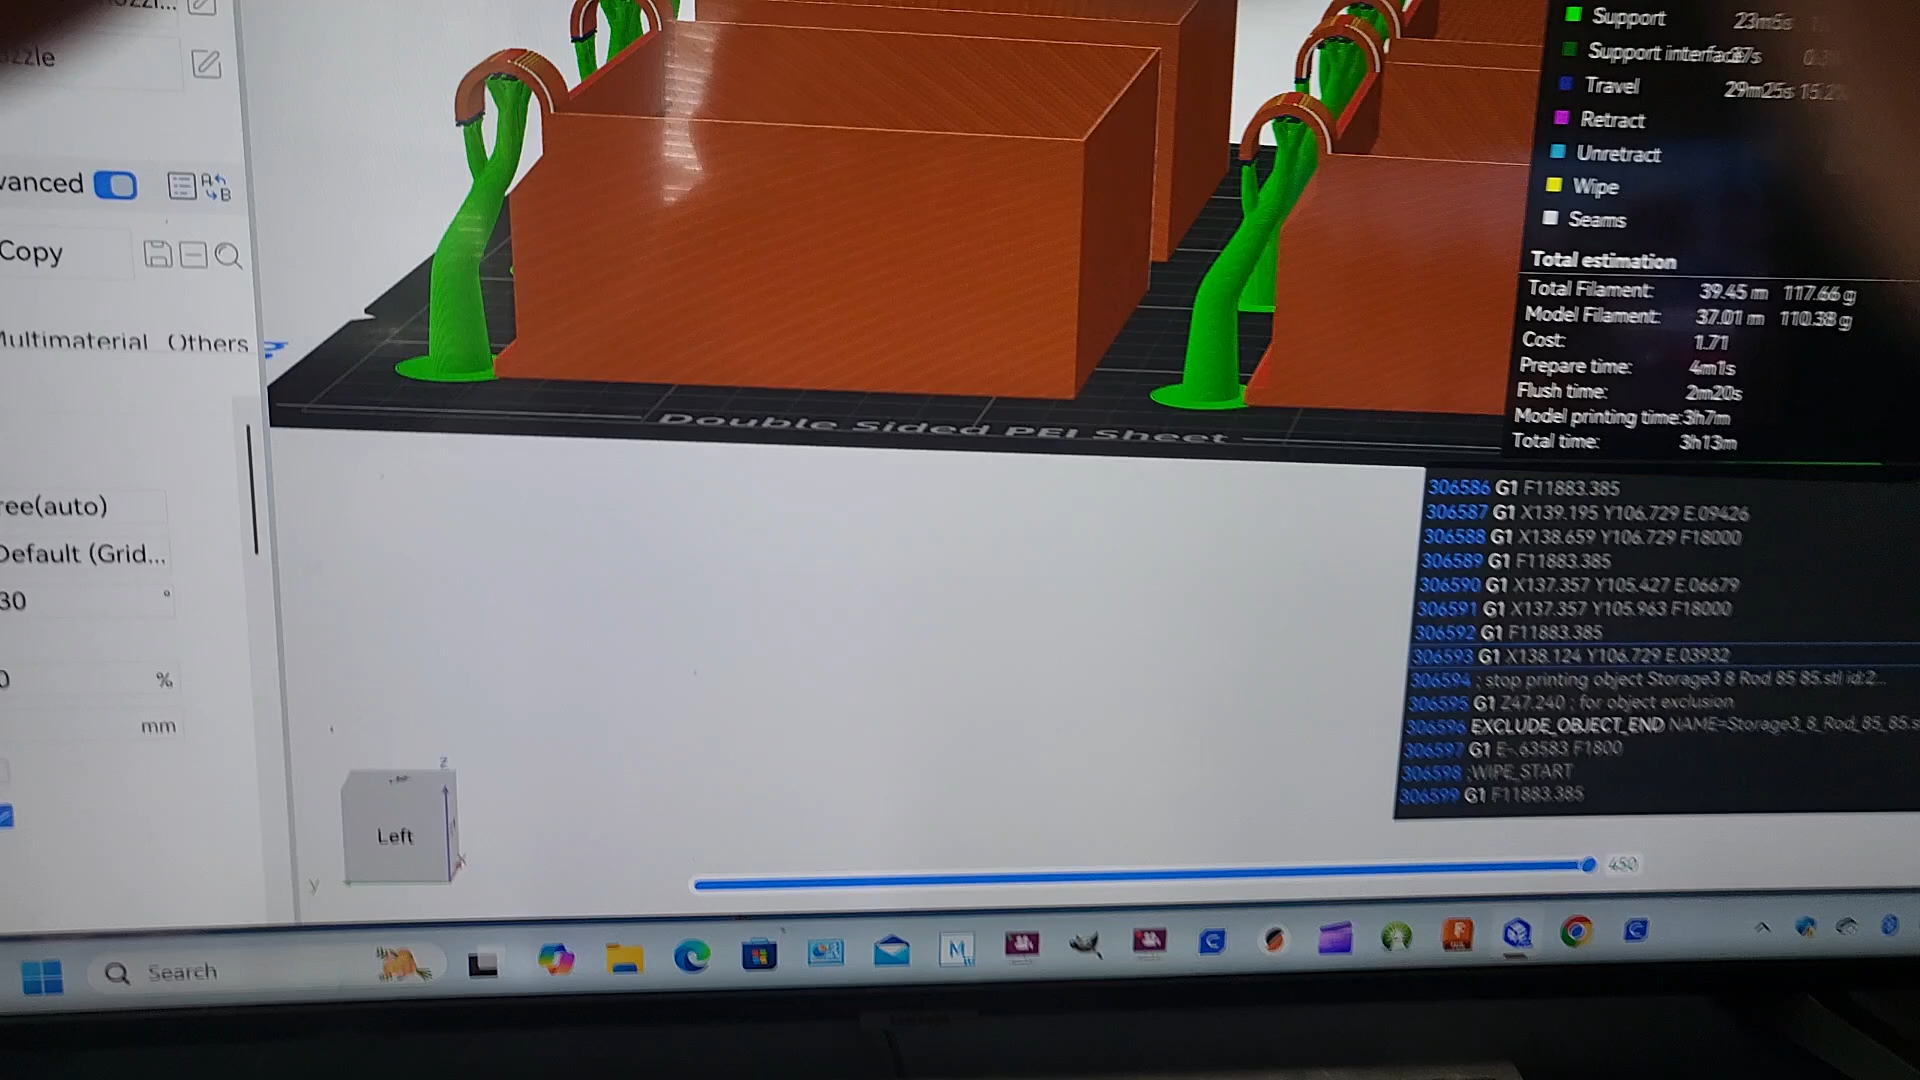 zzle
vanced
Copy
Multimaterial Others
ree(auto)
Default (Grid...
30 °
0 %
mm
Support 23m5s
Support interface
Travel 29m25s 15.2
Retract
Unretract
Wipe
Seams
Total estimation
Total Filament: 39.45 m 117.66 g
Model Filament: 37.01 m 110.38 g
Cost: 1.71
Prepare time: 4m1s
Flush time: 2m20s
Model printing time: 3h7m
Total time: 3h13m
Double Sided PEI Sheet
306586 G1 F11883.385
306587 G1 X139.195 Y106.729 E.09426
306588 G1 X138.659 Y106.729 F18000
306589 G1 F11883.385
306590 G1 X137.357 Y105.427 E.06679
306591 G1 X137.357 Y105.963 F18000
306592 G1 F11883.385
306593 G1 X138.124 Y106.729 E.03932
306594 ; stop printing object Storage3 8 Rod 85 85.stl id:2...
306595 G1 Z47.240 ; for object exclusion
306596 EXCLUDE_OBJECT_END NAME=Storage3_8_Rod_85_85.s
306597 G1 E-.63583 F1800
306598 ;WIPE_START
306599 G1 F11883.385
z
Left
y
x
450
Search